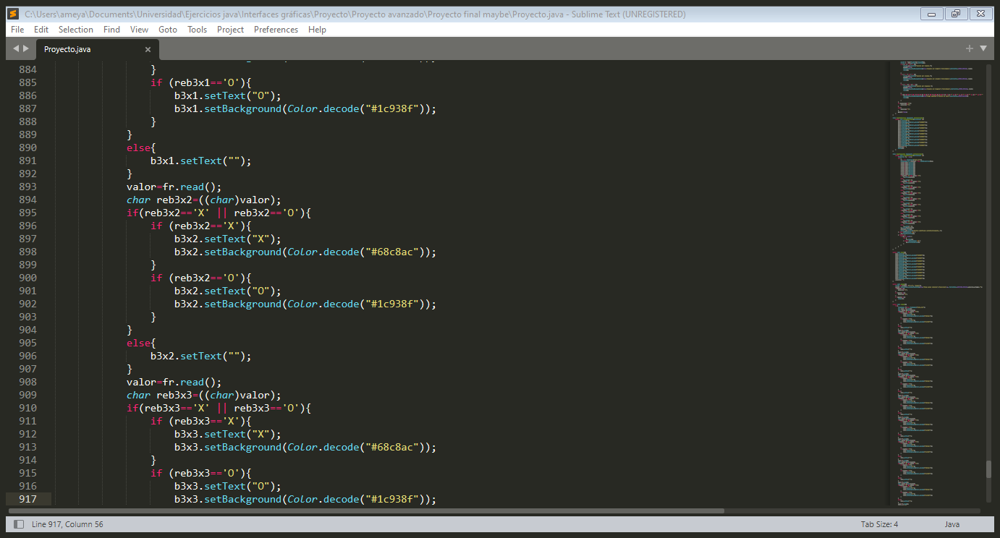 C:\Users\ameya\Documents\Universidad\Ejercicios java\Interfaces gráficas\Proyecto\Proyecto avanzado\Proyecto final maybe\Proyecto.java - Sublime Text (UNREGISTERED)
File Edit Selection Find View Goto Tools Project Preferences Help
Proyecto.java
884 }
885 if (reb3x1=='O'){
886 b3x1.setText("O");
887 b3x1.setBackground(Color.decode("#1c938f"));
888 }
889 }
890 else{
891 b3x1.setText("");
892 }
893 valor=fr.read();
894 char reb3x2=((char)valor);
895 if(reb3x2=='X' || reb3x2=='O'){
896 if (reb3x2=='X'){
897 b3x2.setText("X");
898 b3x2.setBackground(Color.decode("#68c8ac"));
899 }
900 if (reb3x2=='O'){
901 b3x2.setText("O");
902 b3x2.setBackground(Color.decode("#1c938f"));
903 }
904 }
905 else{
906 b3x2.setText("");
907 }
908 valor=fr.read();
909 char reb3x3=((char)valor);
910 if(reb3x3=='X' || reb3x3=='O'){
911 if (reb3x3=='X'){
912 b3x3.setText("X");
913 b3x3.setBackground(Color.decode("#68c8ac"));
914 }
915 if (reb3x3=='O'){
916 b3x3.setText("O");
917 b3x3.setBackground(Color.decode("#1c938f"));
Line 917, Column 56 Tab Size: 4 Java